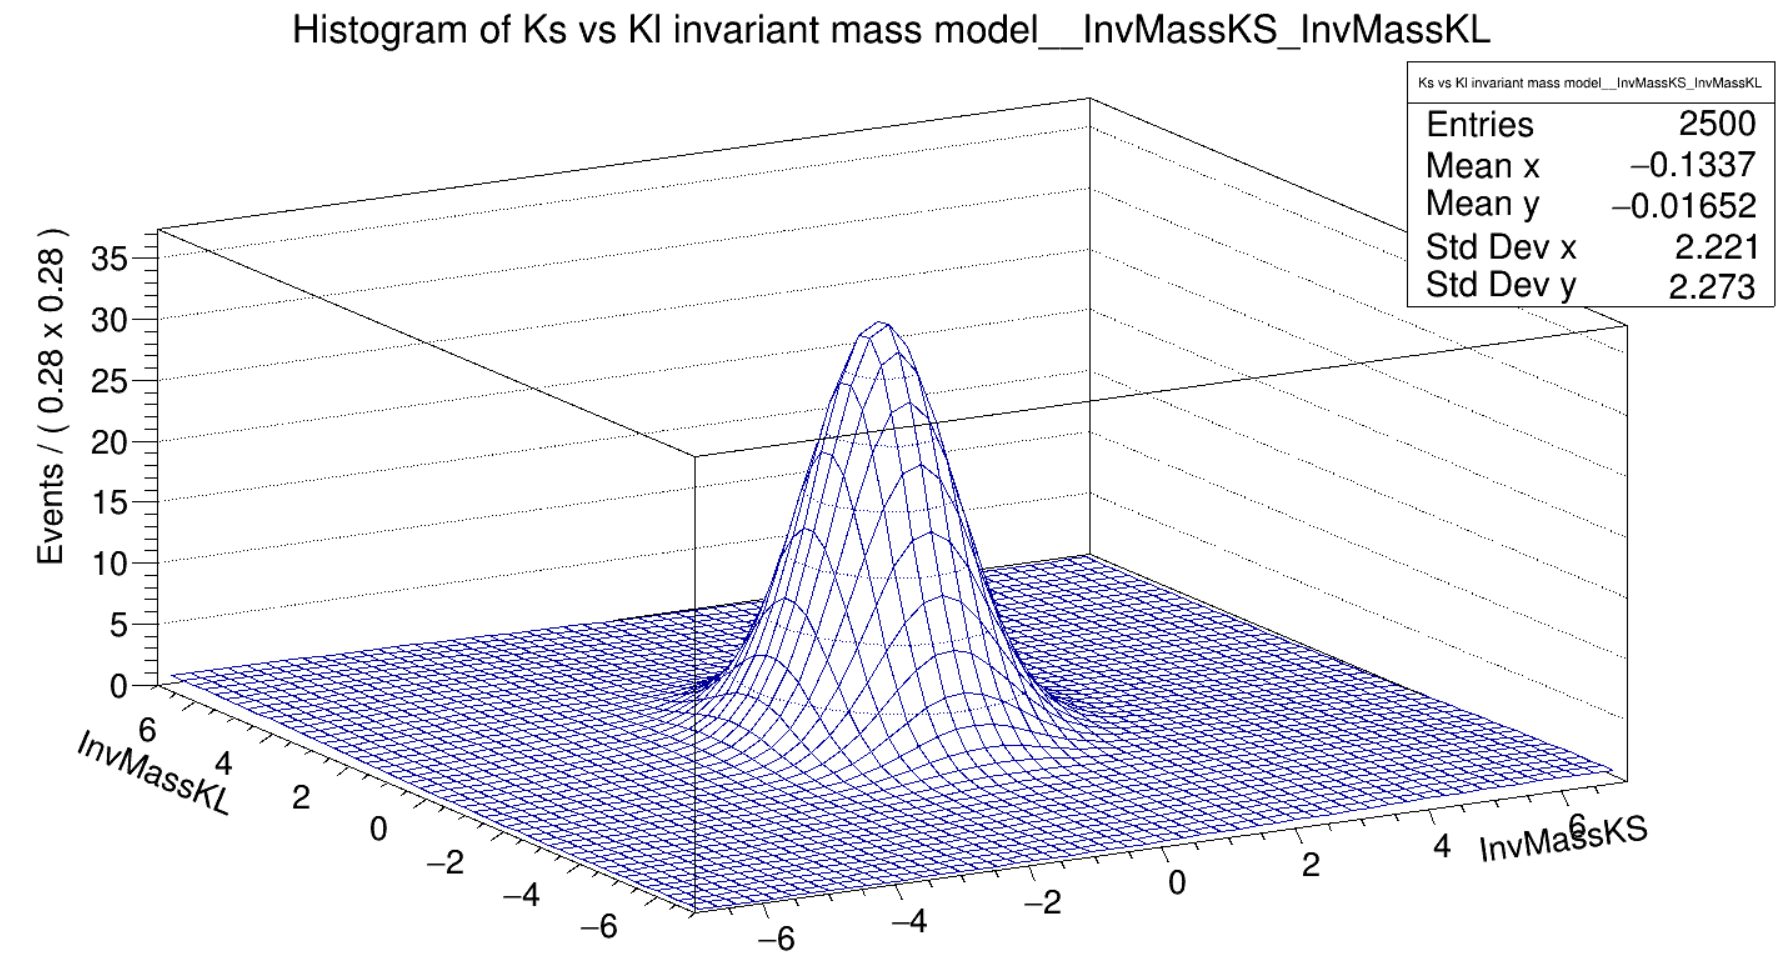 Histogram of Ks vs Kl invariant mass model__InvMassKS_InvMassKL
Ks vs Kl invariant mass model__InvMassKS_InvMassKL
Entries 2500
Mean x −0.1337
Mean y −0.01652
Std Dev x 2.221
Std Dev y 2.273
Events / ( 0.28 x 0.28 )
35
30
25
20
15
10
5
0
6
4
2
0
−2
−4
−6
InvMassKL
−6
−4
−2
0
2
4
6
InvMassKS